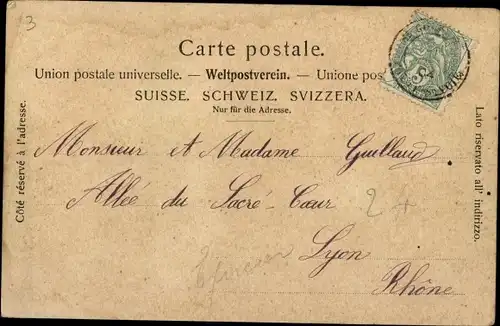 3
Carte postale.
Union postale universelle. — Weltpostverein. — Unione pos
SUISSE. SCHWEIZ. SVIZZERA.
Nur für die Adresse.
Côté réservé à l'adresse.
Lato riservato all' indirizzo.
Monsieur et Madame Guillaud
Allée du Sacré-Cœur
2 +
Lyon
Rhône